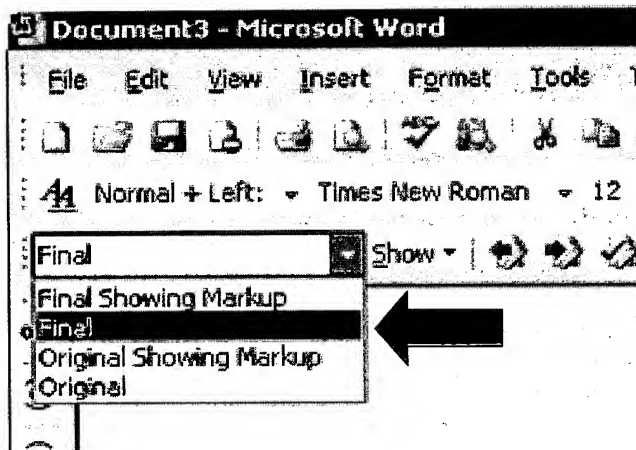 Document3 - Microsoft Word
File Edit View Insert Format Tools
Normal + Left: Times New Roman 12
Final Show
Final Showing Markup
Final
Original Showing Markup
Original